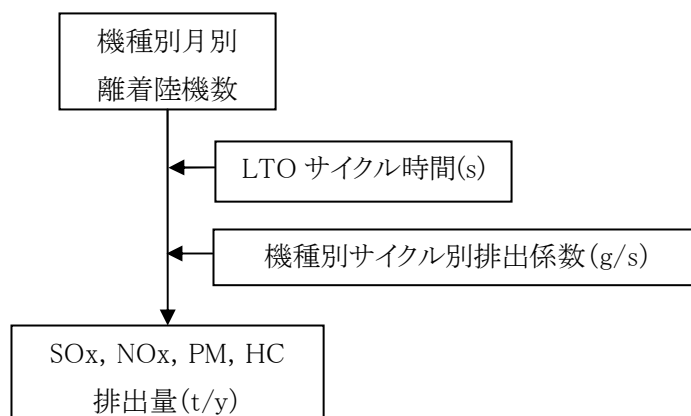 機種別月別
離着陸機数
LTO サイクル時間(s)
機種別サイクル別排出係数(g/s)
SOx, NOx, PM, HC
排出量(t/y)